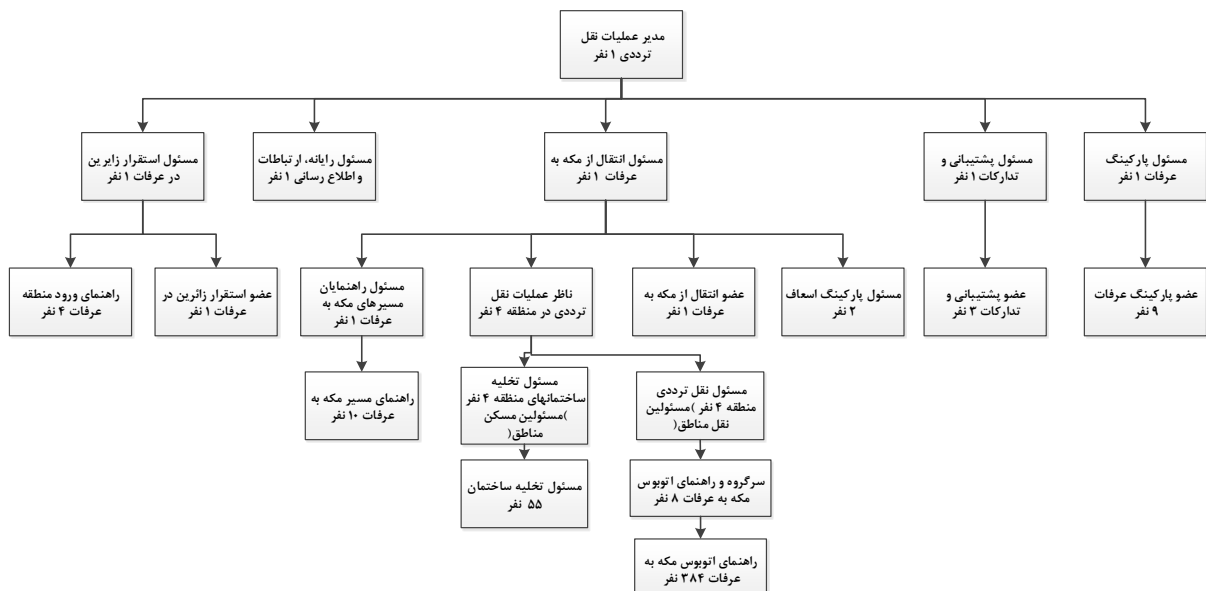 مدیر عملیات نقل
ترددی ۱ نفر
مسئول پارکینگ
عرفات ۱ نفر
مسئول پشتیبانی و
تدارکات ۱ نفر
مسئول انتقال از مکه به
عرفات ۱ نفر
مسئول رایانه، ارتباطات
و اطلاع رسانی ۱ نفر
مسئول استقرار زایرین
در عرفات ۱ نفر
عضو پارکینگ عرفات
۹ نفر
عضو پشتیبانی و
تدارکات ۳ نفر
مسئول پارکینگ اسعاف
۲ نفر
عضو انتقال از مکه به
عرفات ۱ نفر
ناظر عملیات نقل
ترددی در منطقه ۴ نفر
مسئول راهنمایان
مسیرهای مکه به
عرفات ۱ نفر
عضو استقرار زائرین در
عرفات ۱ نفر
راهنمای ورود منطقه
عرفات ۴ نفر
مسئول نقل ترددی
منطقه ۴ نفر )مسئولین
نقل مناطق(
مسئول تخلیه
ساختمانهای منظقه ۴ نفر
)مسئولین مسکن
مناطق(
راهنمای مسیر مکه به
عرفات ۱۰ نفر
سرگروه و راهنمای اتوبوس
مکه به عرفات ۸ نفر
مسئول تخلیه ساختمان
۵۵ نفر
راهنمای اتوبوس مکه به
عرفات ۳۸۴ نفر